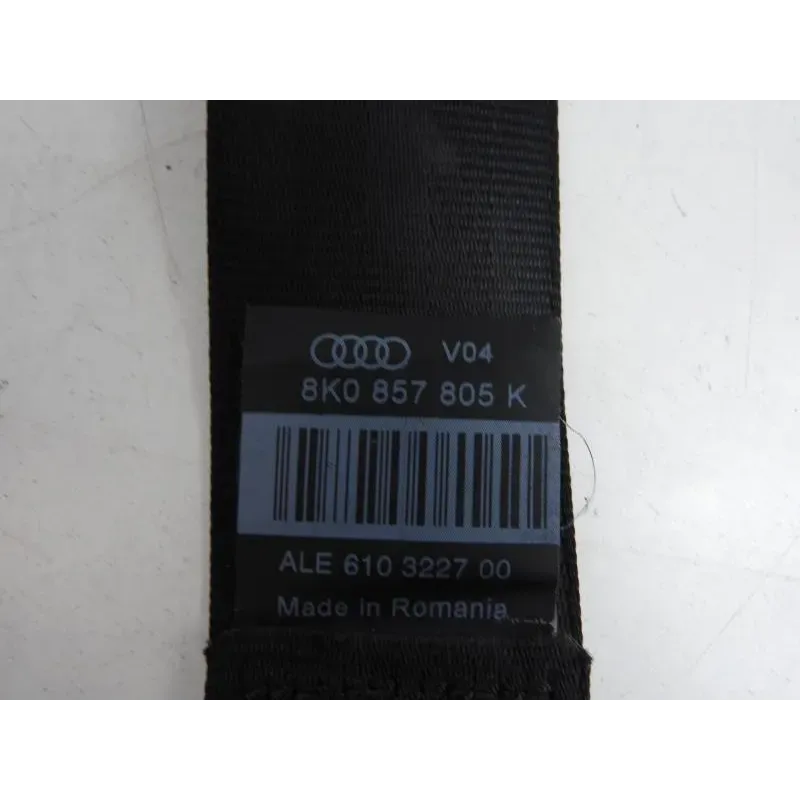 V04
8K0 857 805 K
ALE 610 3227 00
Made in Romania